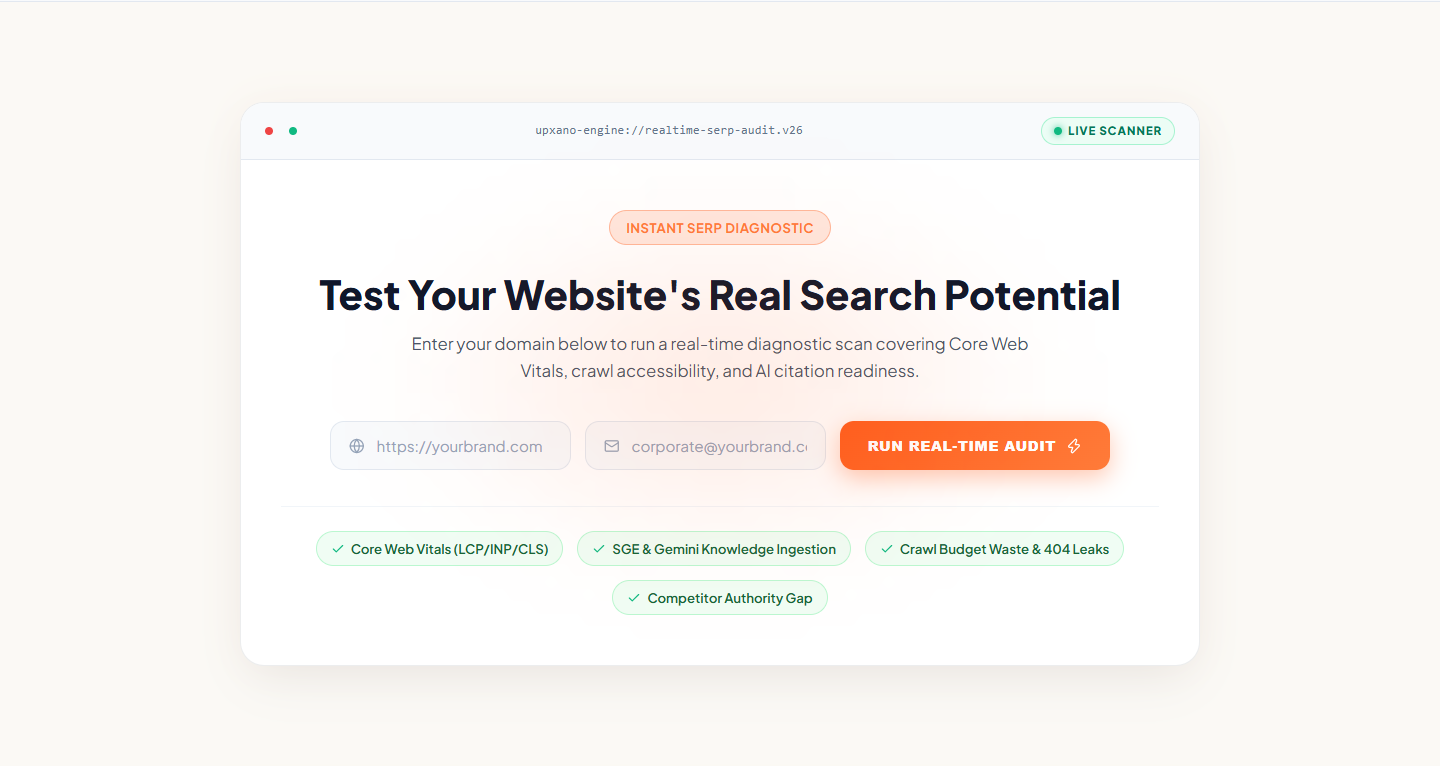 upxano-engine://realtime-serp-audit.v26
LIVE SCANNER
INSTANT SERP DIAGNOSTIC
Test Your Website's Real Search Potential
Enter your domain below to run a real-time diagnostic scan covering Core Web
Vitals, crawl accessibility, and AI citation readiness.
https://yourbrand.com
corporate@yourbrand.c
RUN REAL-TIME AUDIT
Core Web Vitals (LCP/INP/CLS)
SGE & Gemini Knowledge Ingestion
Crawl Budget Waste & 404 Leaks
Competitor Authority Gap